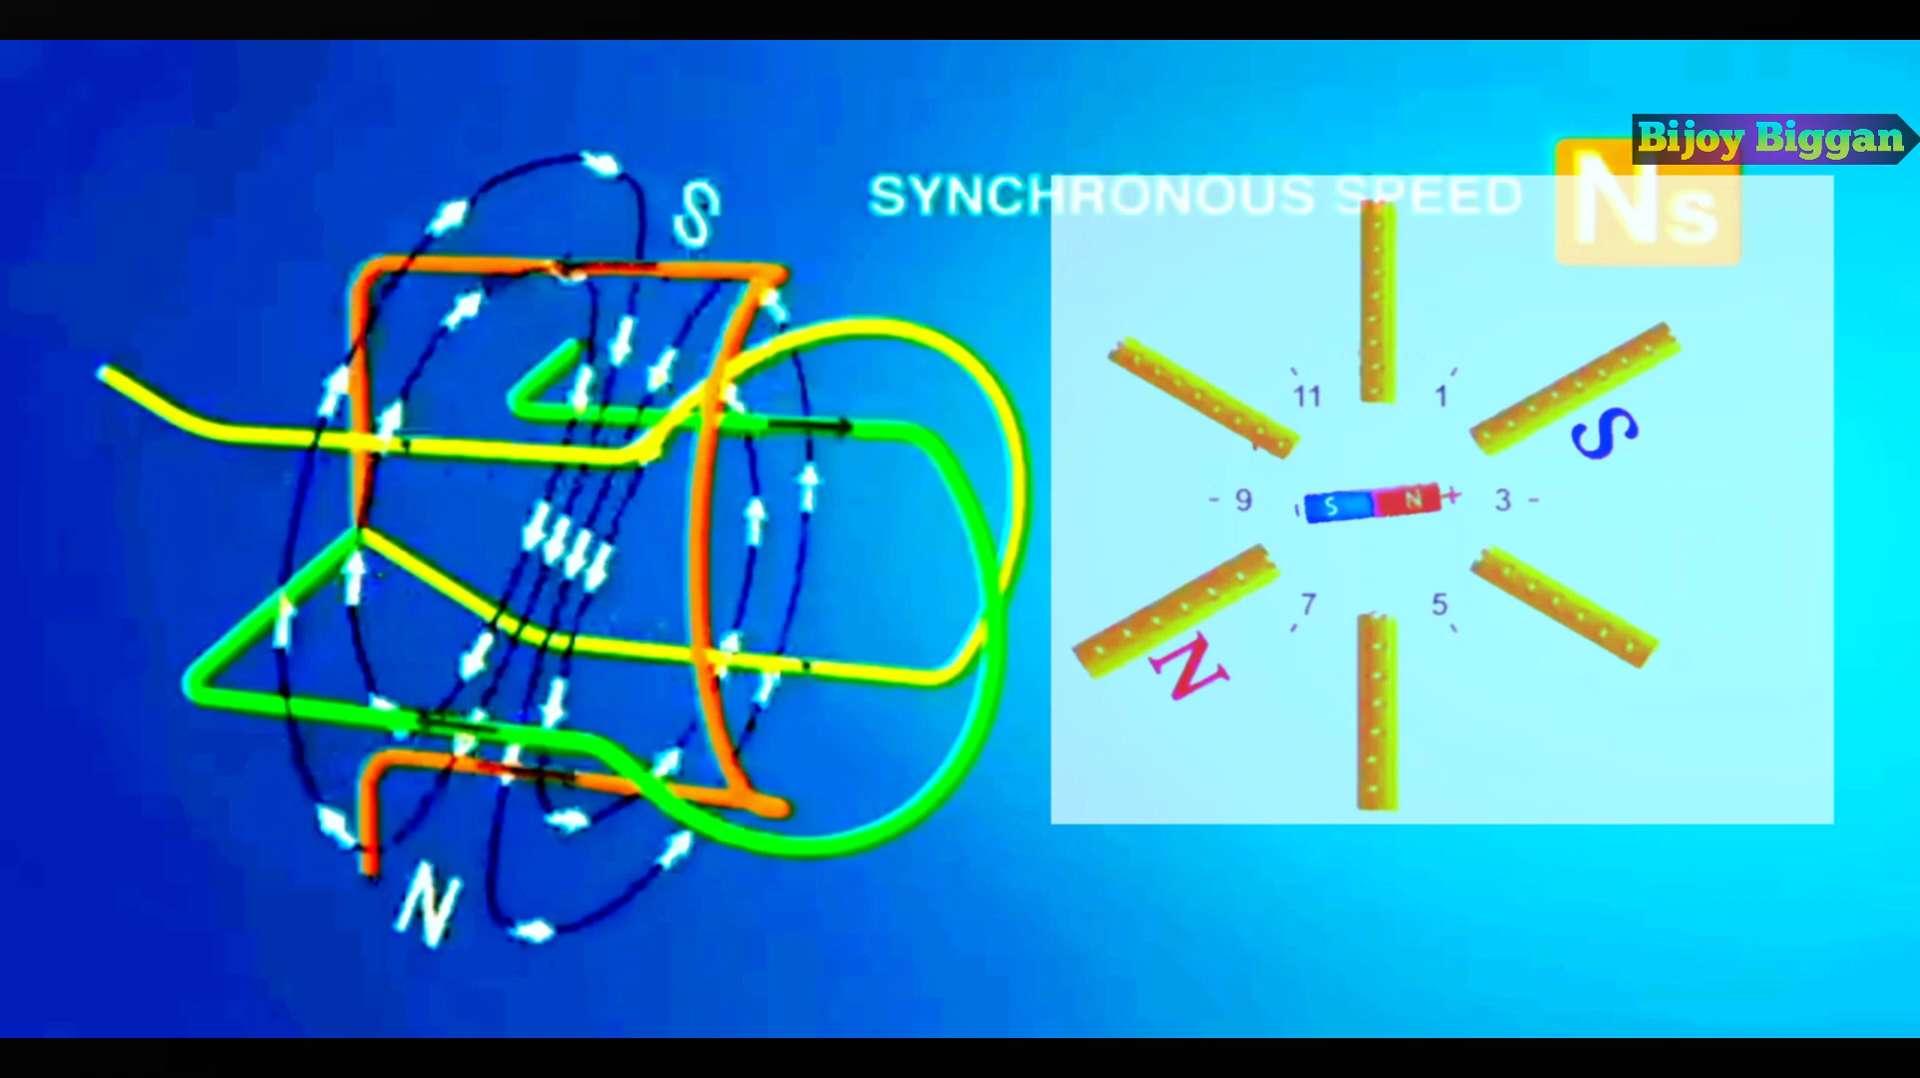 Bijoy Biggan
SYNCHRONOUS SPEED
Ns
S
11 1
S
9 S N 3
7 5
N
N